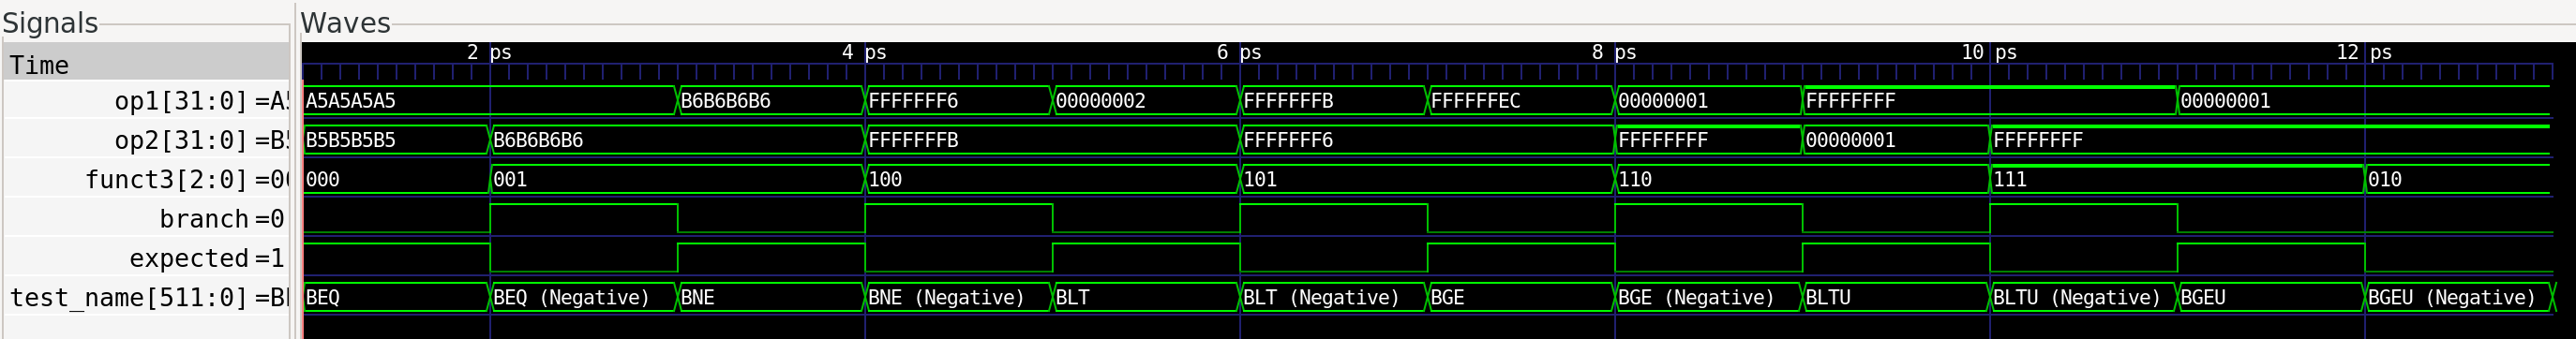 Signals Waves
Time 2 ps 4 ps 6 ps 8 ps 10 ps 12 ps
op1[31:0] =A5 A5A5A5A5 B6B6B6B6 FFFFFFF6 00000002 FFFFFFFB FFFFFFEC 00000001 FFFFFFFF 00000001
op2[31:0] =B5 B5B5B5B5 B6B6B6B6 FFFFFFFB FFFFFFF6 FFFFFFFF 00000001 FFFFFFFF
funct3[2:0] =00 000 001 100 101 110 111 010
branch =0
expected =1
test_name[511:0] =BE BEQ BEQ (Negative) BNE BNE (Negative) BLT BLT (Negative) BGE BGE (Negative) BLTU BLTU (Negative) BGEU BGEU (Negative)